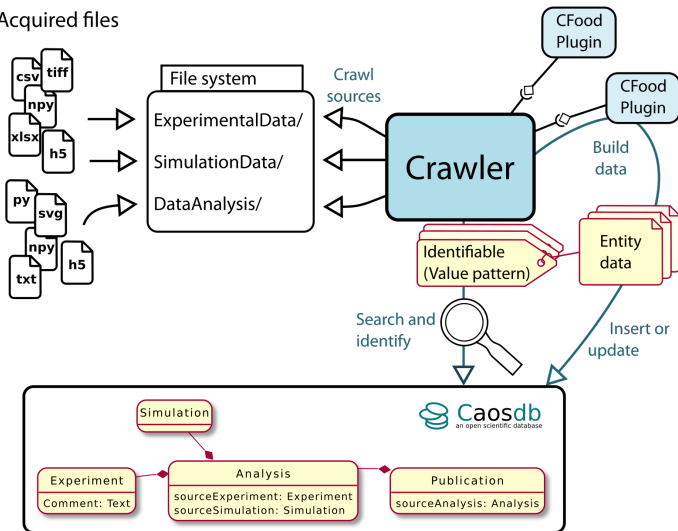 Acquired files
csv
tiff
npy
xlsx
h5
py
svg
npy
h5
txt
File system
ExperimentalData/
SimulationData/
DataAnalysis/
Crawl
sources
Crawler
CFood
Plugin
CFood
Plugin
Build
data
Identifiable
(Value pattern)
Entity
data
Search and
identify
Insert or
update
Caosdb
an open scientific database
Simulation
Experiment
Comment: Text
Analysis
sourceExperiment: Experiment
sourceSimulation: Simulation
Publication
sourceAnalysis: Analysis